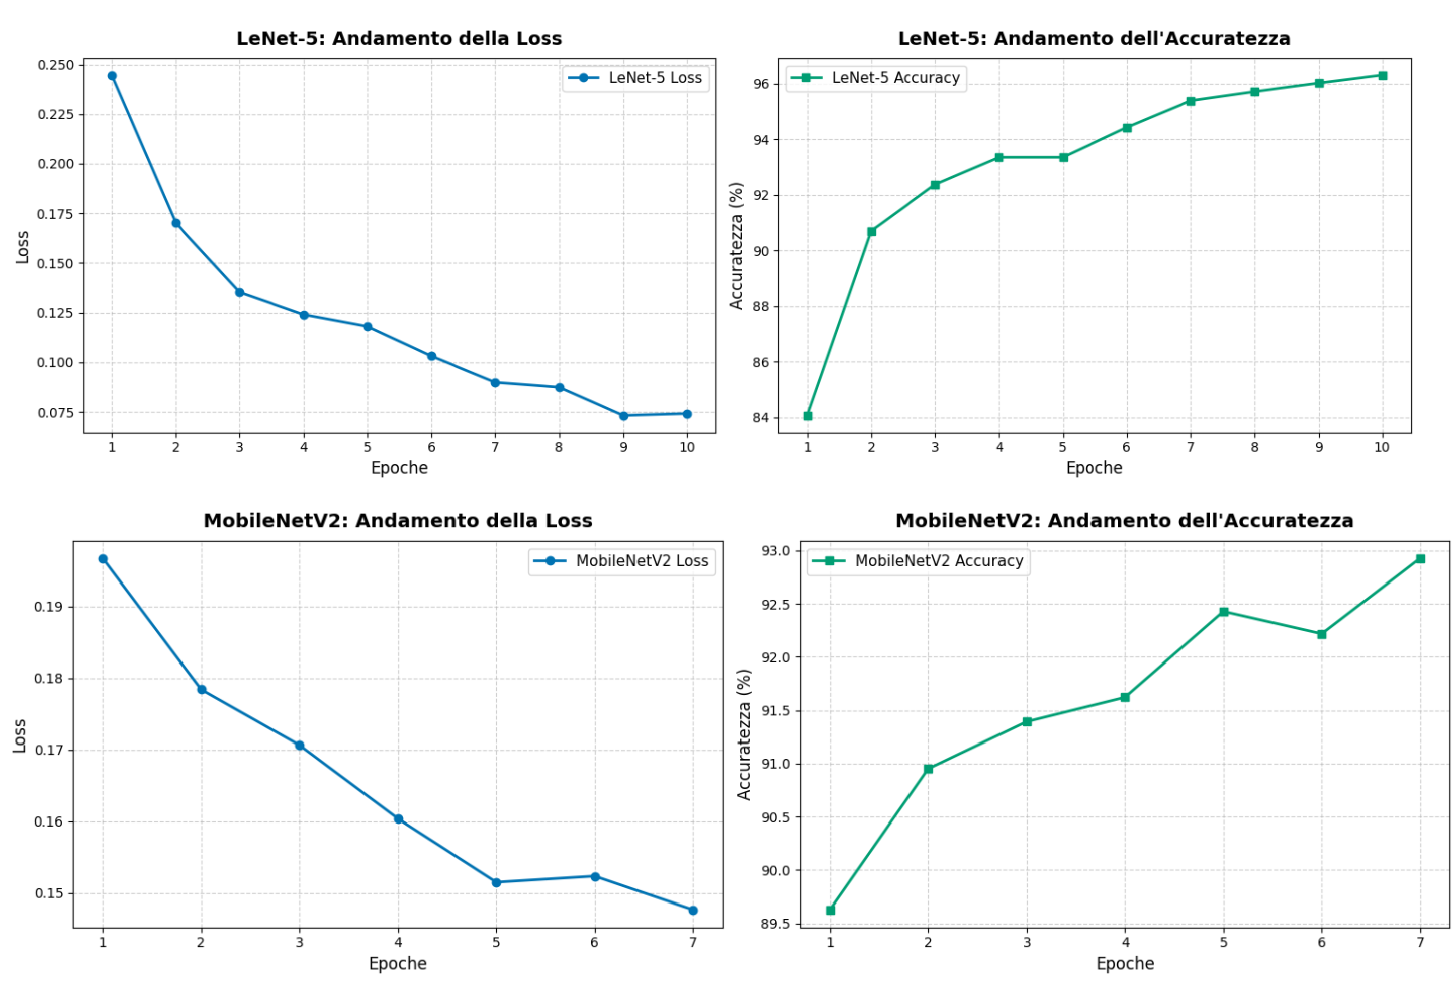 LeNet-5: Andamento della Loss
LeNet-5 Loss
Loss
0.250
0.225
0.200
0.175
0.150
0.125
0.100
0.075
1 2 3 4 5 6 7 8 9 10
Epoche
LeNet-5: Andamento dell'Accuratezza
LeNet-5 Accuracy
Accuratezza (%)
96
94
92
90
88
86
84
1 2 3 4 5 6 7 8 9 10
Epoche
MobileNetV2: Andamento della Loss
MobileNetV2 Loss
Loss
0.19
0.18
0.17
0.16
0.15
1 2 3 4 5 6 7
Epoche
MobileNetV2: Andamento dell'Accuratezza
MobileNetV2 Accuracy
Accuratezza (%)
93.0
92.5
92.0
91.5
91.0
90.5
90.0
89.5
1 2 3 4 5 6 7
Epoche